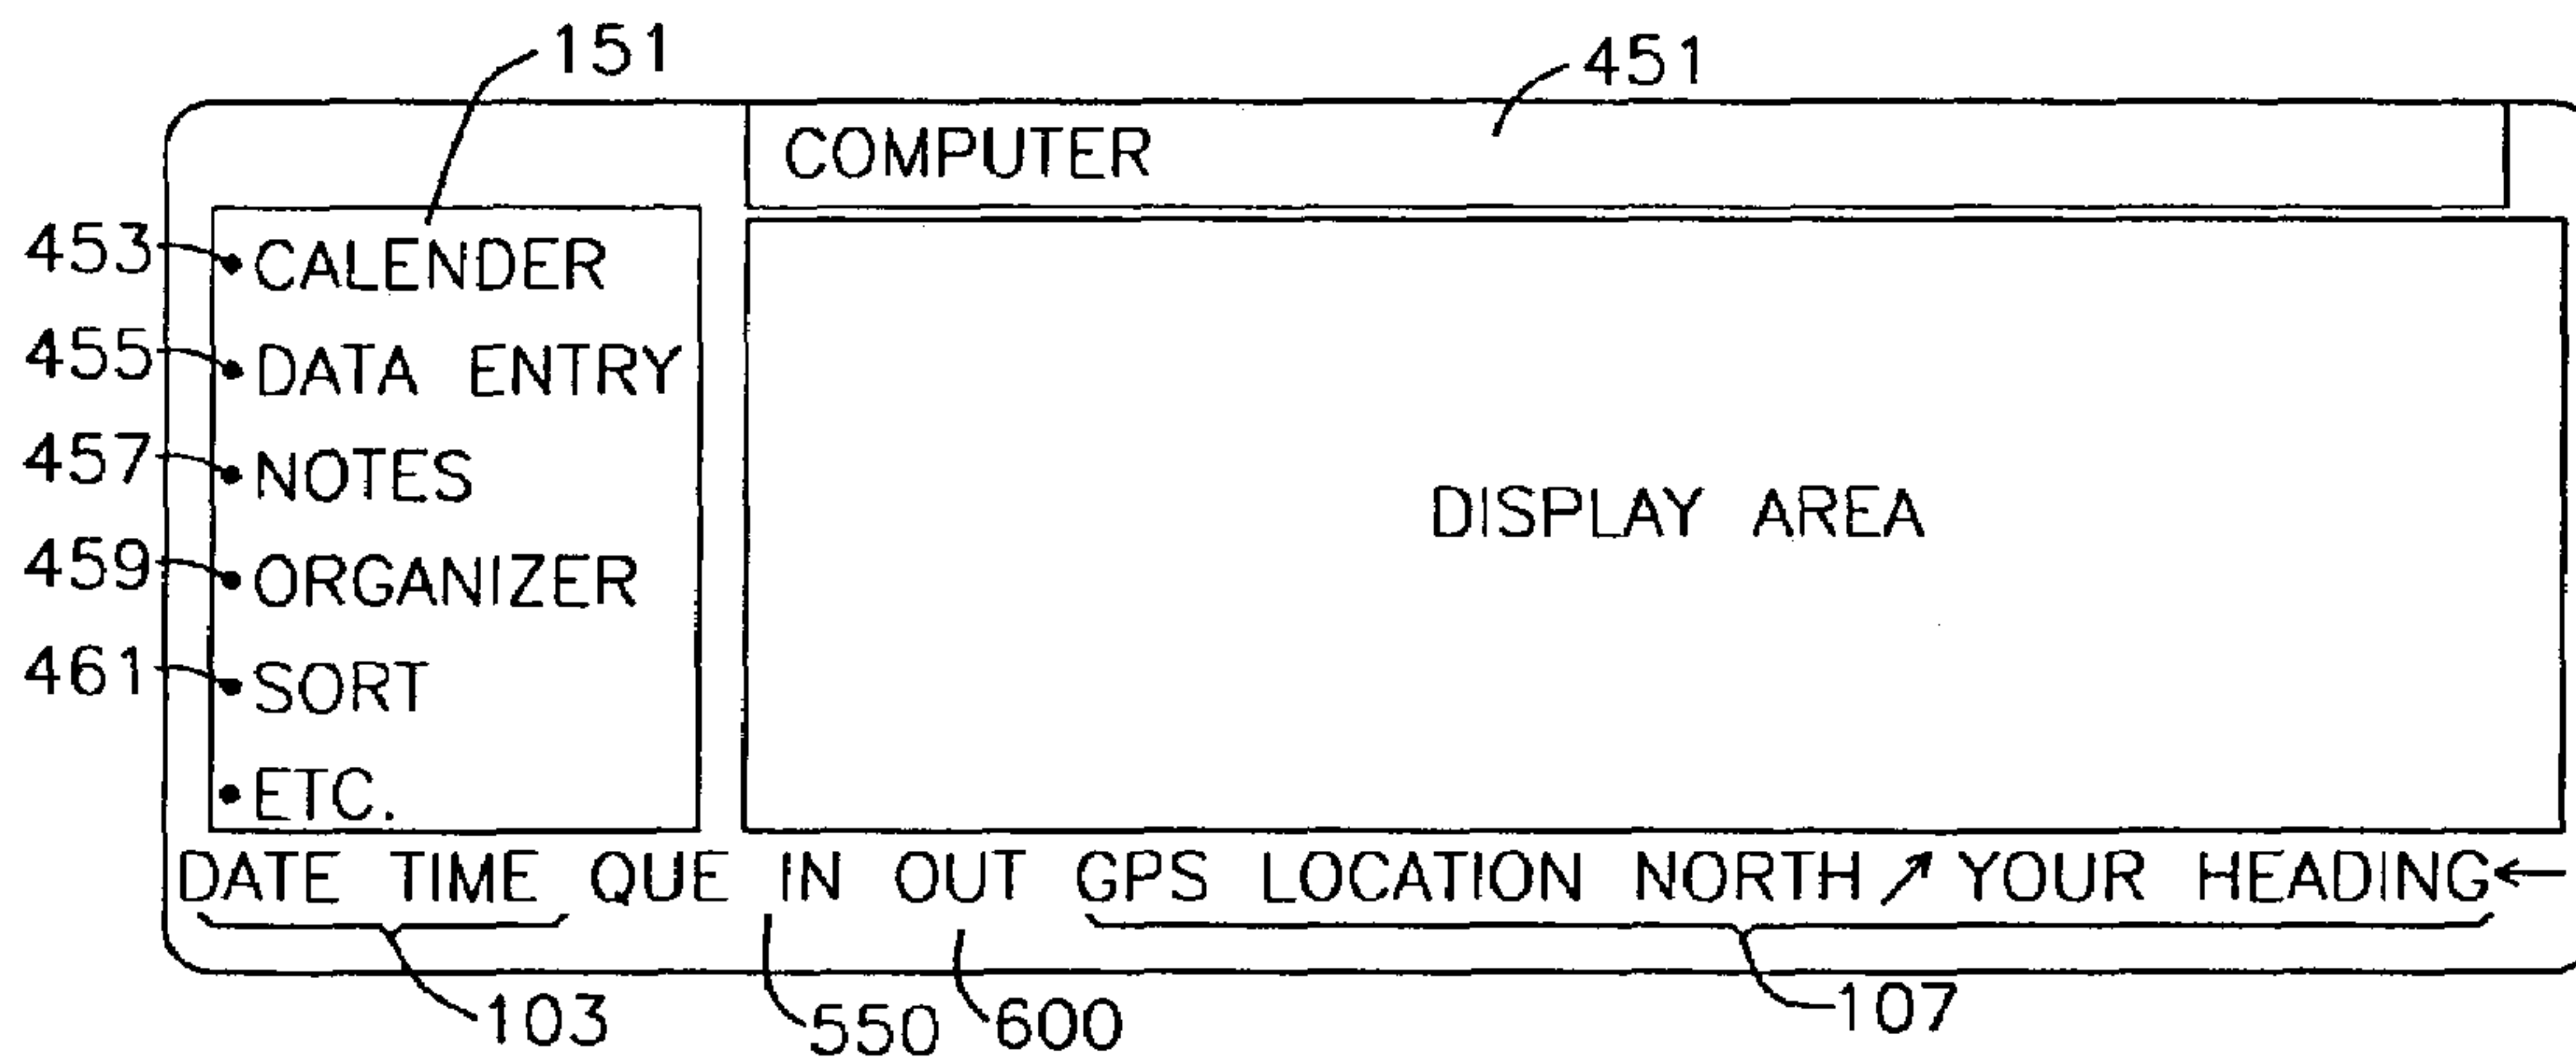 151
451
COMPUTER
453
CALENDER
455
DATA ENTRY
457
NOTES
DISPLAY AREA
459
ORGANIZER
461
SORT
ETC.
DATE TIME QUE IN OUT GPS LOCATION NORTH↗YOUR HEADING←
103
550
600
107